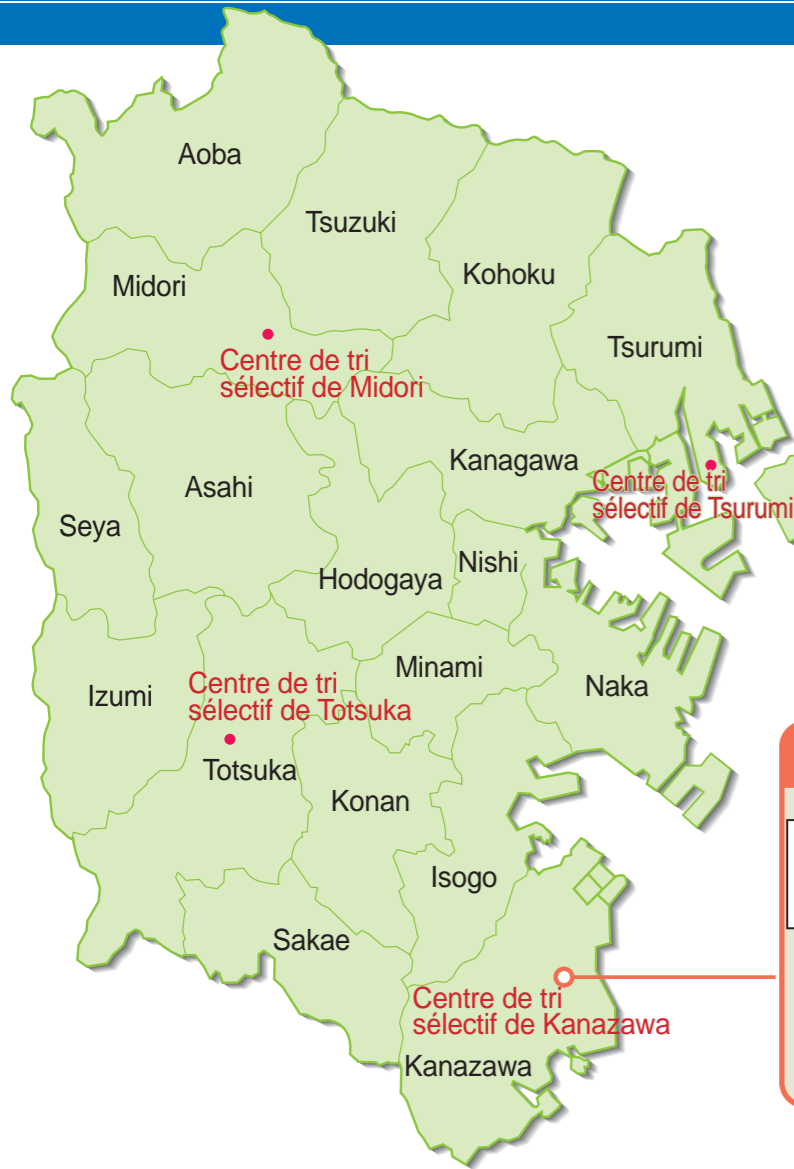 Aoba
Tsuzuki
Kohoku
Midori
Tsurumi
Centre de tri
sélectif de Midori
Kanagawa
Centre de tri
sélectif de Tsurumi
Asahi
Seya
Nishi
Hodogaya
Minami
Naka
Izumi
Centre de tri
sélectif de Totsuka
Totsuka
Konan
Isogo
Sakae
Centre de tri
sélectif de Kanazawa
Kanazawa